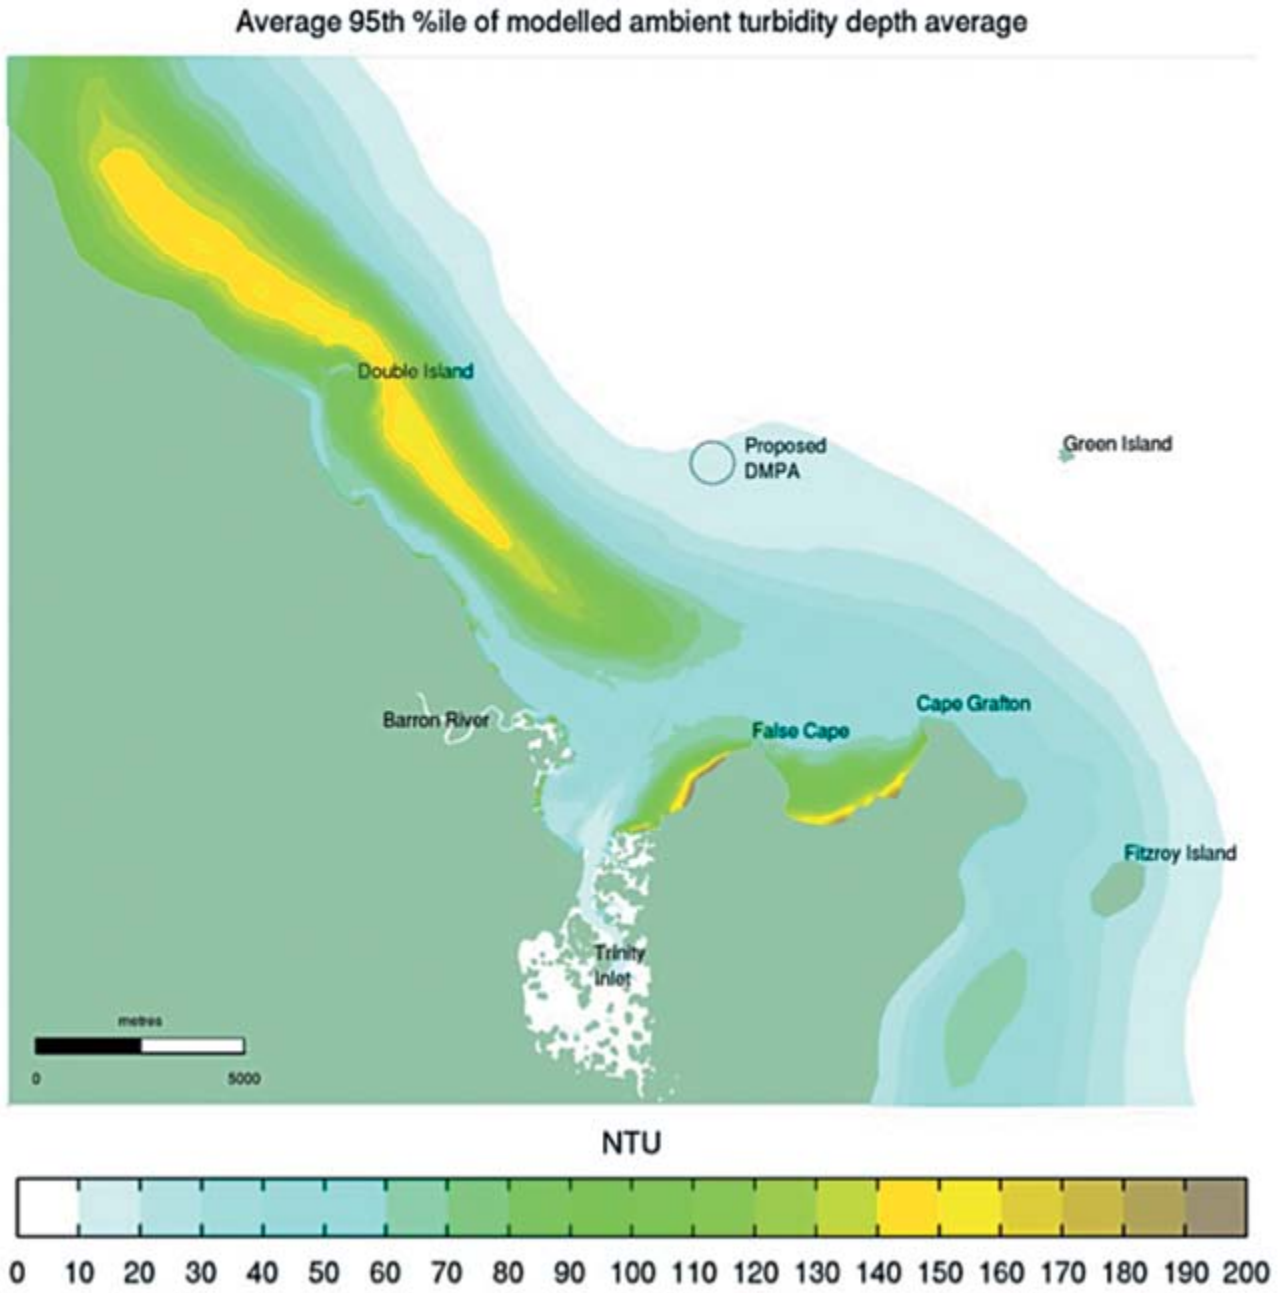 Average 95th %ile of modelled ambient turbidity depth average
Double Island
Proposed
DMPA
Green Island
Barron River
False Cape
Cape Grafton
Fitzroy Island
Trinity
Inlet
metres
0 5000
NTU
0 10 20 30 40 50 60 70 80 90 100 110 120 130 140 150 160 170 180 190 200